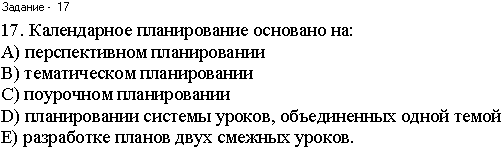 Задание - 17
17. Календарное планирование основано на:
A) перспективном планировании
B) тематическом планировании
C) поурочном планировании
D) планировании системы уроков, объединенных одной темой
E) разработке планов двух смежных уроков.